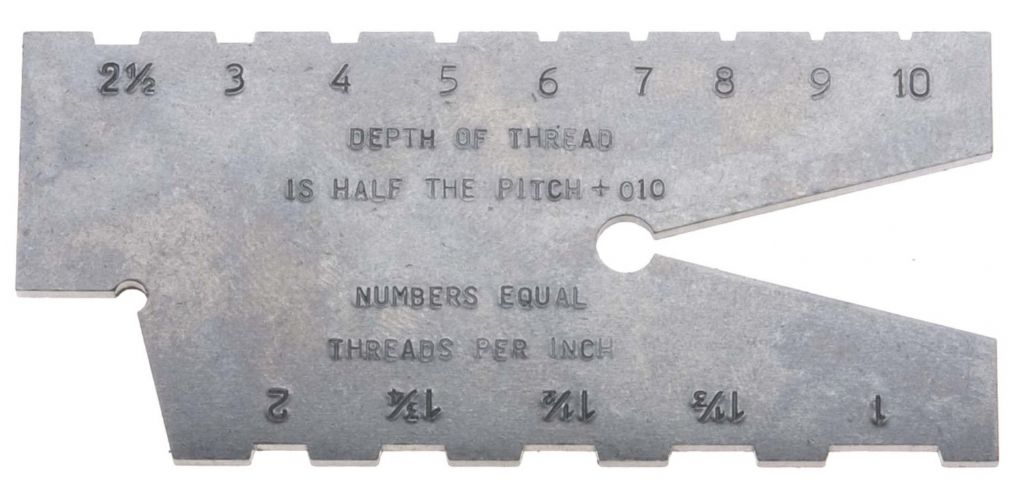 2½ 3 4 5 6 7 8 9 10
DEPTH OF THREAD
IS HALF THE PITCH + 010
NUMBERS EQUAL
THREADS PER INCH
2 1¾ 1½ 1⅓ 1